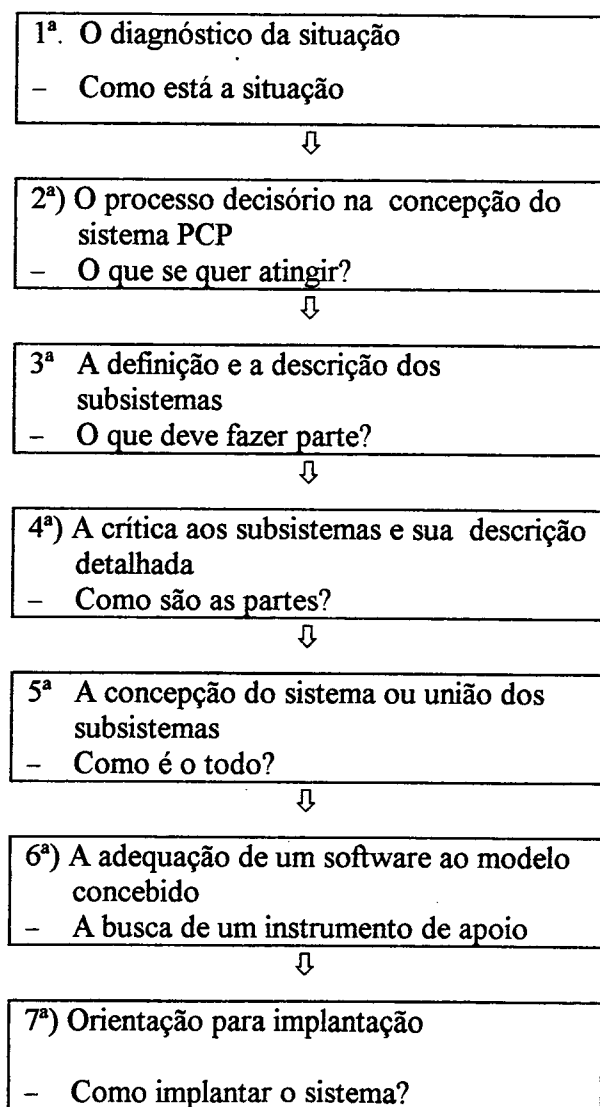 1ª. O diagnóstico da situação
– Como está a situação
⇩
2ª) O processo decisório na concepção do
sistema PCP
– O que se quer atingir?
⇩
3ª A definição e a descrição dos
subsistemas
– O que deve fazer parte?
⇩
4ª) A crítica aos subsistemas e sua descrição
detalhada
– Como são as partes?
⇩
5ª A concepção do sistema ou união dos
subsistemas
– Como é o todo?
⇩
6ª) A adequação de um software ao modelo
concebido
– A busca de um instrumento de apoio
⇩
7ª) Orientação para implantação
– Como implantar o sistema?